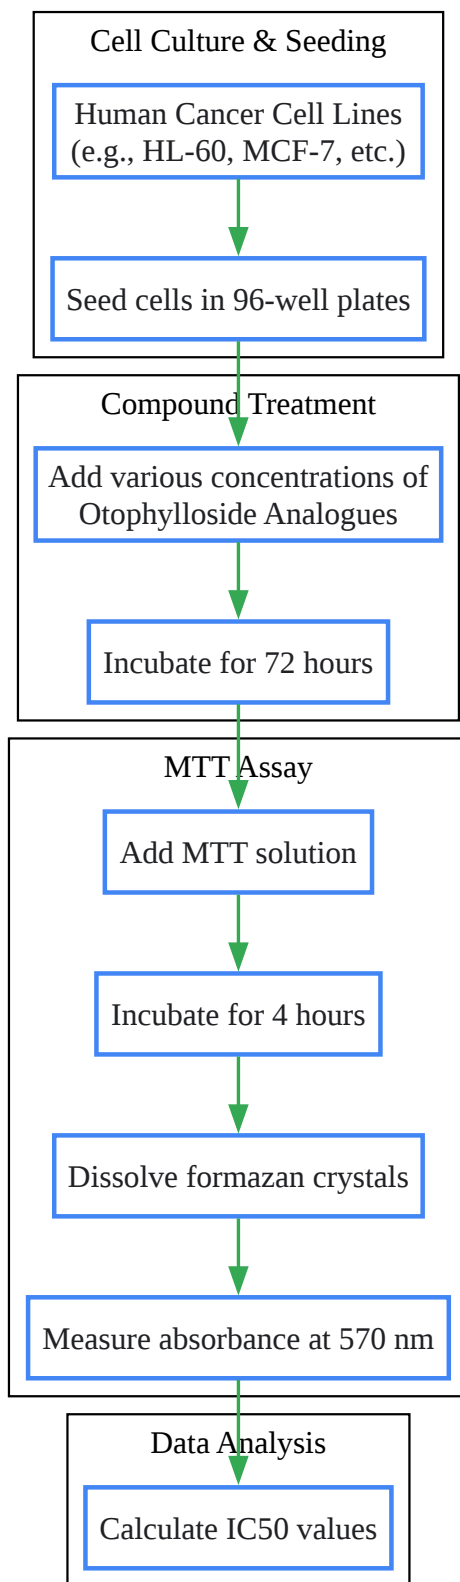 Cell Culture & Seeding
Human Cancer Cell Lines
(e.g., HL-60, MCF-7, etc.)
Seed cells in 96-well plates
Compound Treatment
Add various concentrations of
Otophylloside Analogues
Incubate for 72 hours
MTT Assay
Add MTT solution
Incubate for 4 hours
Dissolve formazan crystals
Measure absorbance at 570 nm
Data Analysis
Calculate IC50 values